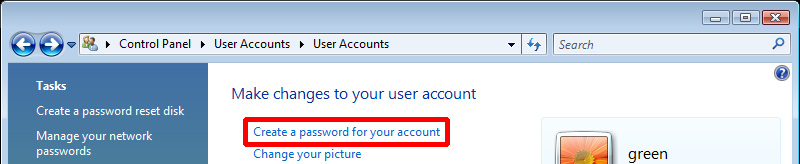 Control Panel User Accounts User Accounts
Search
Tasks
Create a password reset disk
Manage your network
passwords
Make changes to your user account
Create a password for your account
Change your picture
green